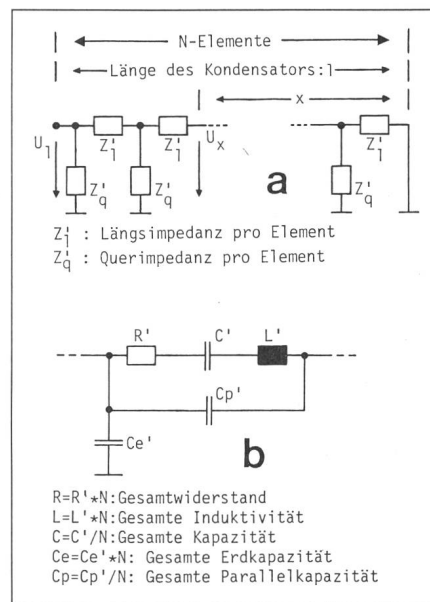 N-Elemente
Länge des Kondensators:l
x
Z'l Z'l Ux Z'l
Ul
Z'q Z'q a Z'q
Z'l : Längsimpedanz pro Element
Z'q : Querimpedanz pro Element
R' C' L'
Cp'
Ce'
b
R=R'*N:Gesamtwiderstand
L=L'*N:Gesamte Induktivität
C=C'/N:Gesamte Kapazität
Ce=Ce'*N: Gesamte Erdkapazität
Cp=Cp'/N: Gesamte Parallelkapazität